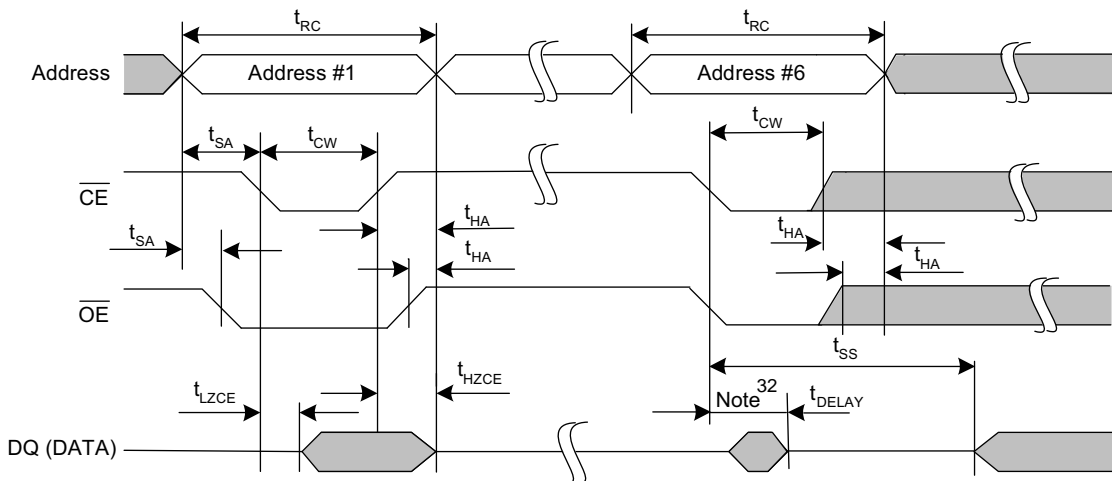 tRC tRC
Address Address #1 Address #6
tSA tCW tCW
CE
tHA
tSA tHA tHA
tHA
OE
tSS
tLZCE tHZCE Note32 tDELAY
DQ (DATA)